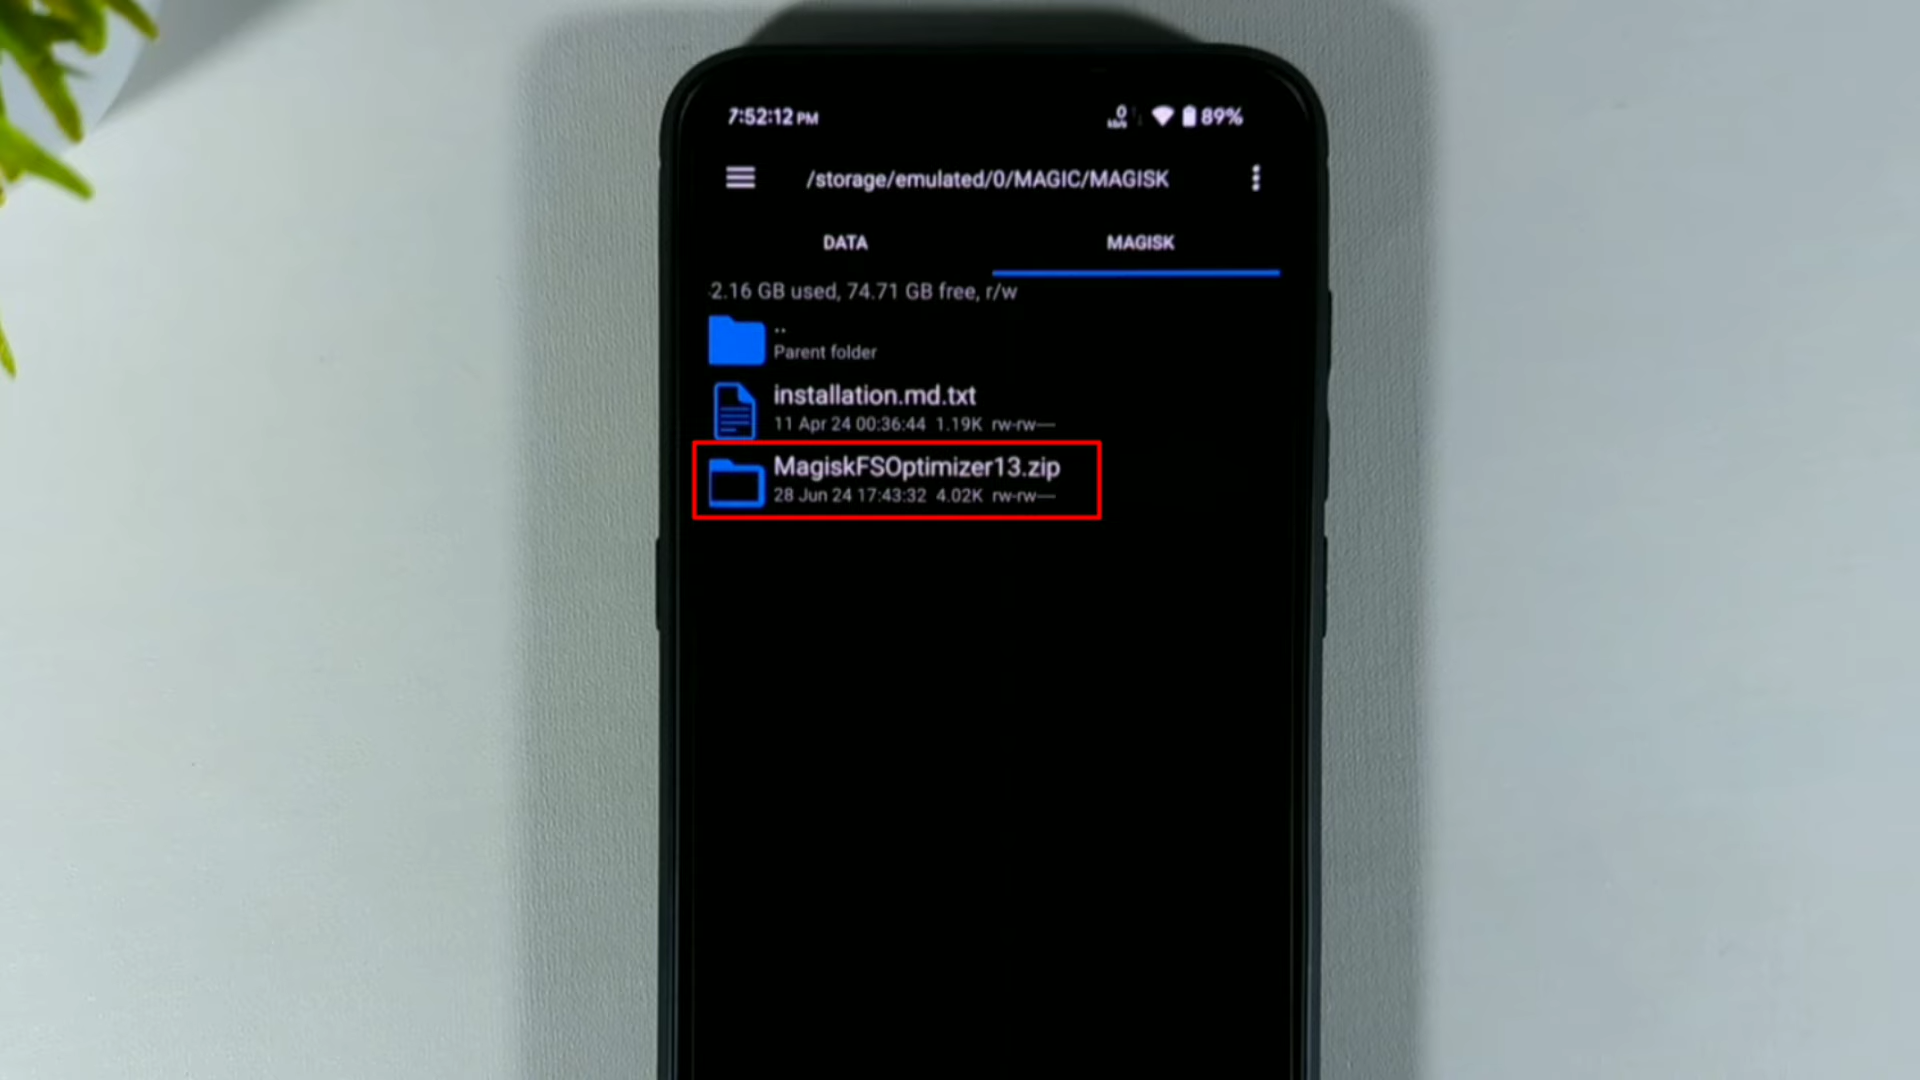 7:52:12 PM 0 kb/s 89%
/storage/emulated/0/MAGIC/MAGISK
DATA MAGISK
2.16 GB used, 74.71 GB free, r/w
..
Parent folder
installation.md.txt
11 Apr 24 00:36:44 1.19K rw-rw----
MagiskFSOptimizer13.zip
28 Jun 24 17:43:32 4.02K rw-rw----